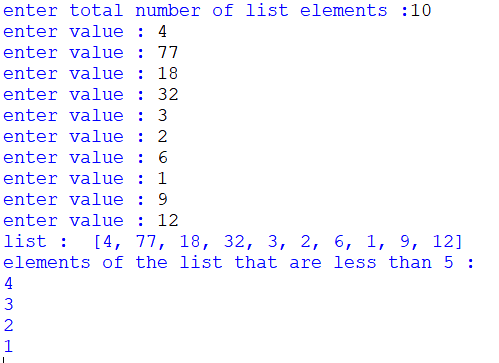 enter total number of list elements :10
enter value : 4
enter value : 77
enter value : 18
enter value : 32
enter value : 3
enter value : 2
enter value : 6
enter value : 1
enter value : 9
enter value : 12
list :  [4, 77, 18, 32, 3, 2, 6, 1, 9, 12]
elements of the list that are less than 5 :
4
3
2
1